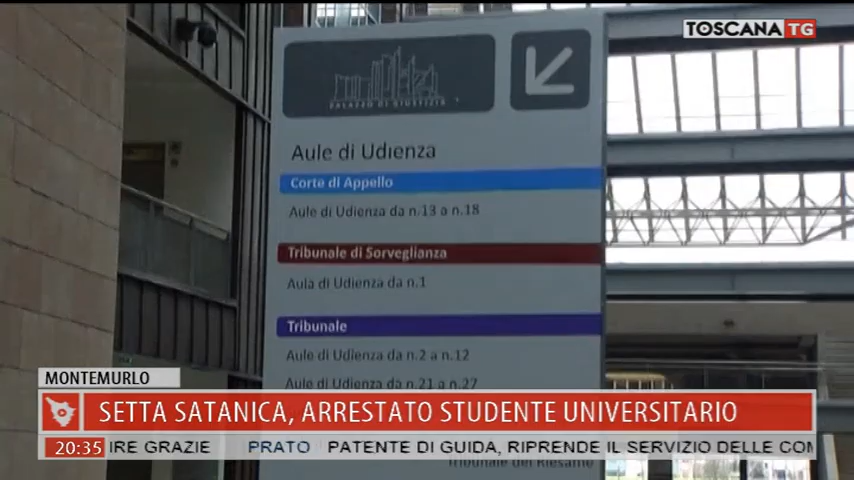 TOSCANA TG
PALAZZO DI GIUSTIZIA
Aule di Udienza
Corte di Appello
Aule di Udienza da n.13 a n.18
Tribunale di Sorveglianza
Aula di Udienza da n.1
Tribunale
Aule di Udienza da n.2 a n.12
Aule di Udienza da n.21 a n.27
MONTEMURLO
SETTA SATANICA, ARRESTATO STUDENTE UNIVERSITARIO
20:35 IRE GRAZIE PRATO PATENTE DI GUIDA, RIPRENDE IL SERVIZIO DELLE COM
Tribunale del Riesame